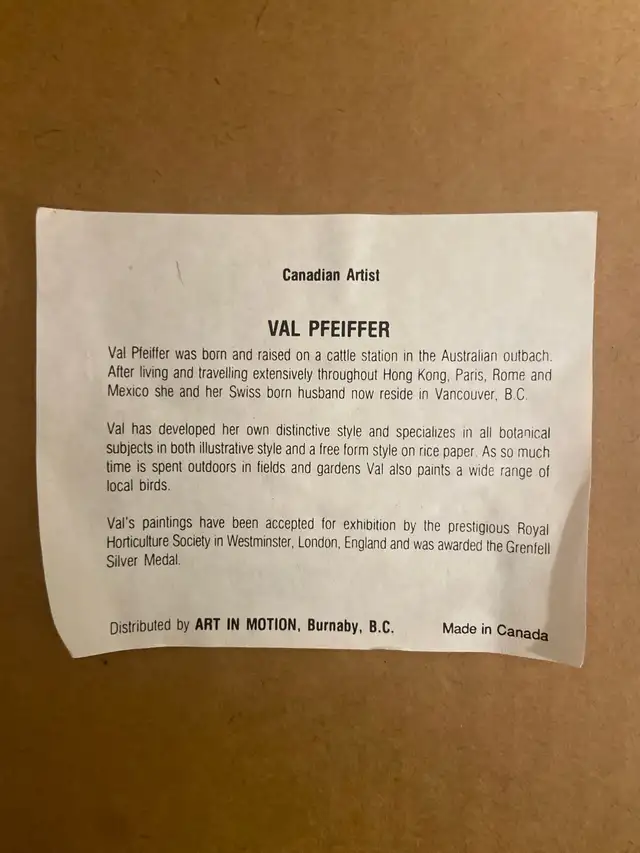 Canadian Artist
VAL PFEIFFER
Val Pfeiffer was born and raised on a cattle station in the Australian outbach.
After living and travelling extensively throughout Hong Kong, Paris, Rome and
Mexico she and her Swiss born husband now reside in Vancouver, B.C.
Val has developed her own distinctive style and specializes in all botanical
subjects in both illustrative style and a free form style on rice paper. As so much
time is spent outdoors in fields and gardens Val also paints a wide range of
local birds.
Val's paintings have been accepted for exhibition by the prestigious Royal
Horticulture Society in Westminster, London, England and was awarded the Grenfell
Silver Medal.
Distributed by ART IN MOTION, Burnaby, B.C. Made in Canada